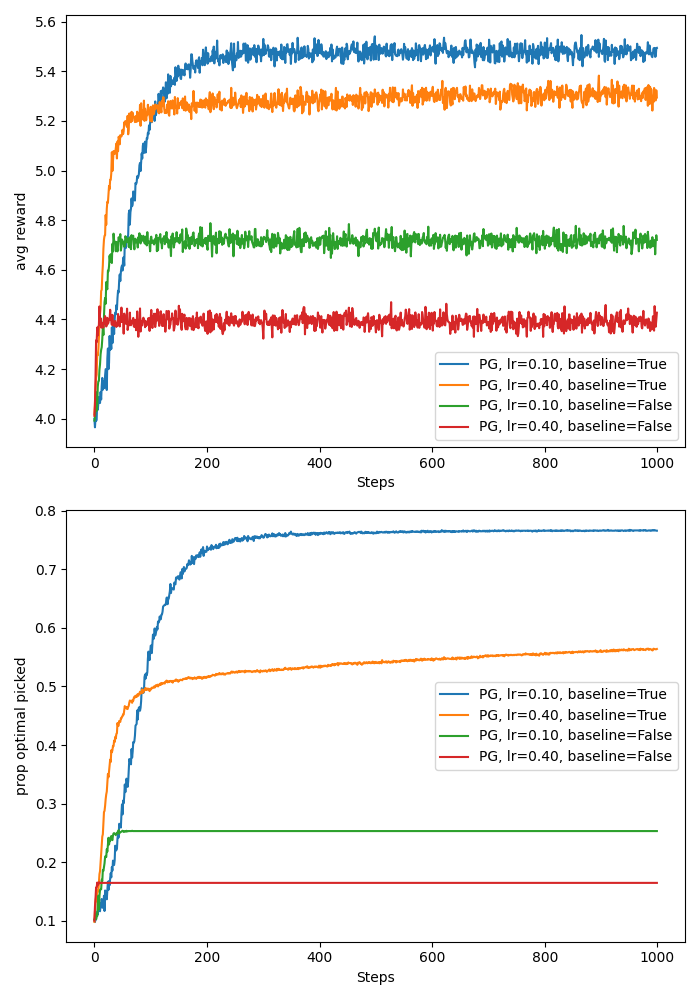 5.6
5.4
5.2
5.0
4.8
4.6
4.4
4.2
4.0
avg reward
PG, lr=0.10, baseline=True
PG, lr=0.40, baseline=True
PG, lr=0.10, baseline=False
PG, lr=0.40, baseline=False
0 200 400 600 800 1000
Steps
0.8
0.7
0.6
0.5
0.4
0.3
0.2
0.1
prop optimal picked
PG, lr=0.10, baseline=True
PG, lr=0.40, baseline=True
PG, lr=0.10, baseline=False
PG, lr=0.40, baseline=False
0 200 400 600 800 1000
Steps